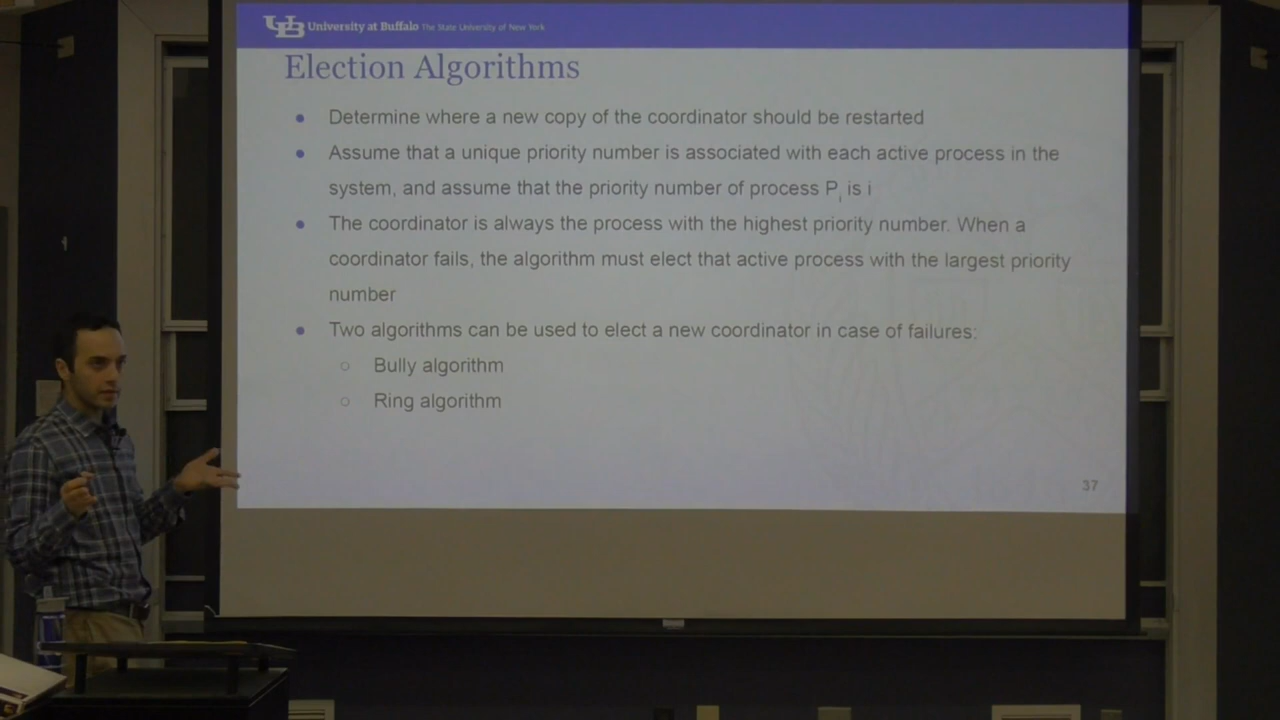 UB University at Buffalo The State University of New York
Election Algorithms
● Determine where a new copy of the coordinator should be restarted
● Assume that a unique priority number is associated with each active process in the
system, and assume that the priority number of process Pi is i
● The coordinator is always the process with the highest priority number. When a
coordinator fails, the algorithm must elect that active process with the largest priority
number
● Two algorithms can be used to elect a new coordinator in case of failures:
○ Bully algorithm
○ Ring algorithm
37